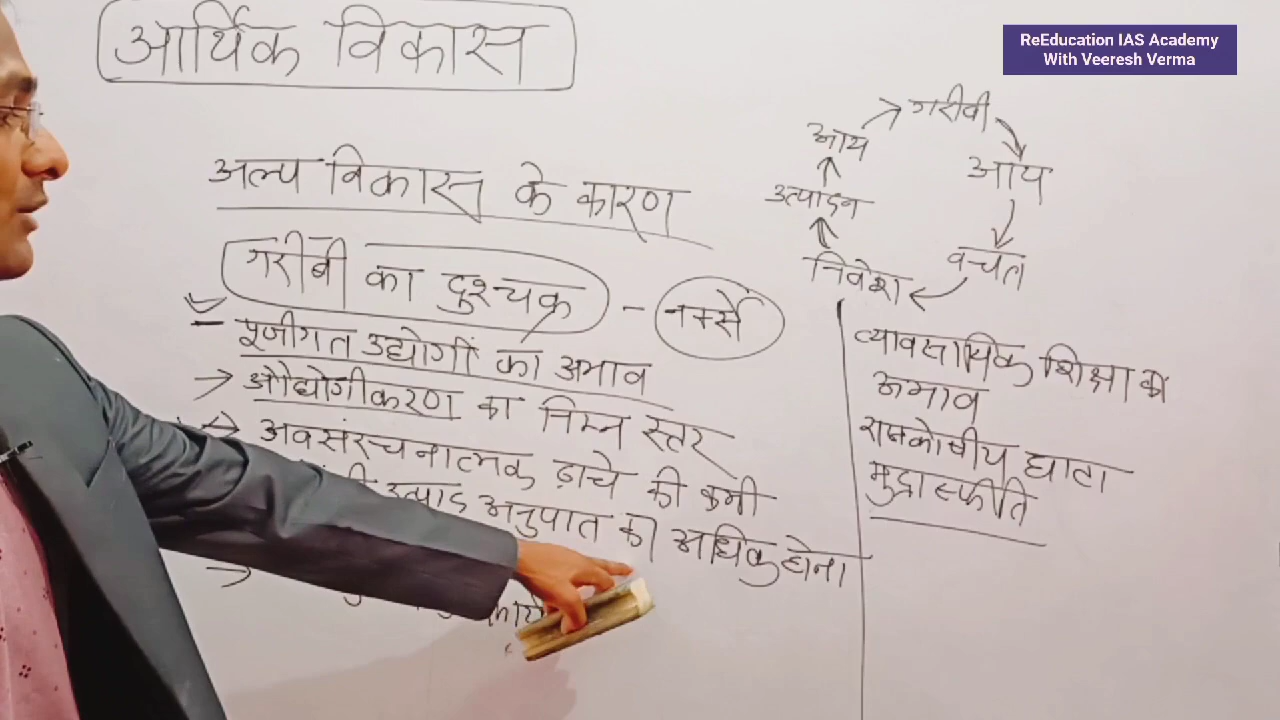 ReEducation IAS Academy
With Veeresh Verma
आर्थिक विकास
अल्प विकास के कारण
गरीबी का दुश्चक्र - नर्क्से
पूजीगत उद्योगों का अभाव
→ औद्योगीकरण का निम्न स्तर
→ अवसंरचनात्मक ढ़ाचे की कमी
उत्पाद अनुपात का अधिक होना
→
गरीबी
आय
बचत
निवेश
उत्पादन
आय
व्यावसायिक शिक्षा का
अभाव
राजकोषीय घाटा
मुद्रास्फीति